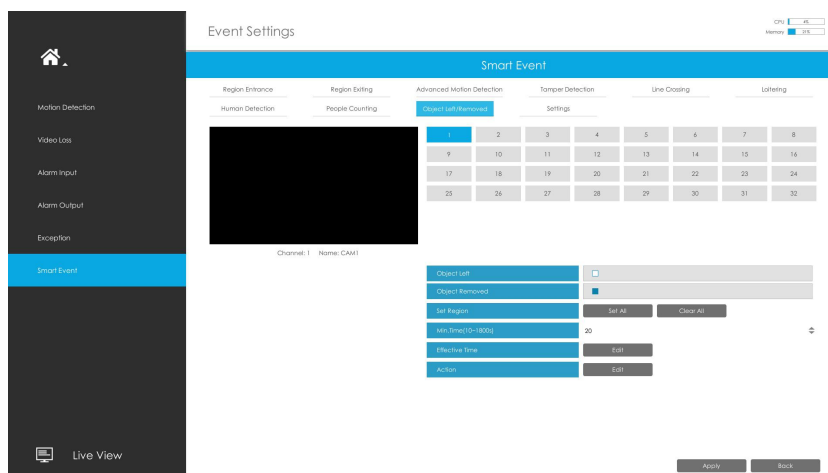 Event Settings
CPU 4%
Memory 31%
Smart Event
Region Entrance Region Exiting Advanced Motion Detection Tamper Detection Line Crossing Loitering
Human Detection People Counting Object Left/Removed Settings
Motion Detection
Video Loss
Alarm Input
Alarm Output
Exception
Smart Event
Live View
1 2 3 4 5 6 7 8
9 10 11 12 13 14 15 16
17 18 19 20 21 22 23 24
25 26 27 28 29 30 31 32
Channel: 1 Name: CAM1
Object Left
Object Removed
Set Region Set All Clear All
Min.Time(10~1800s) 20
Effective Time Edit
Action Edit
Apply Back